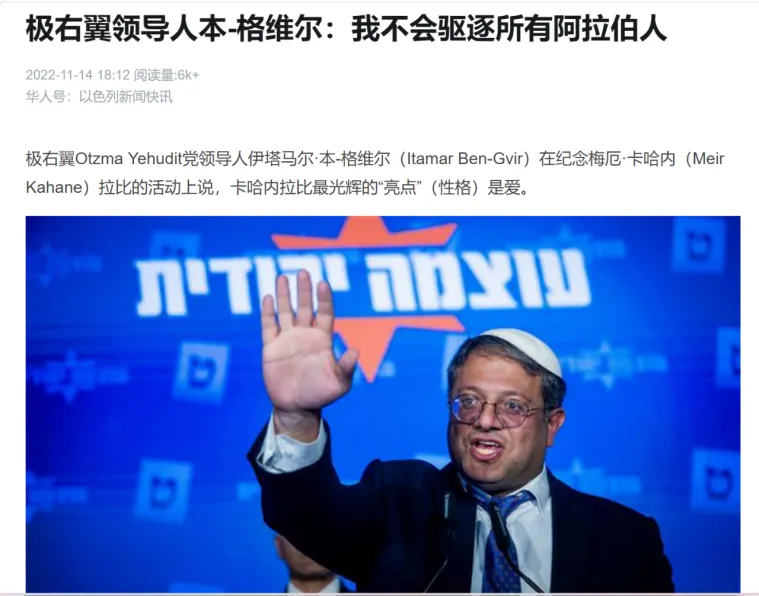 极右翼领导人本-格维尔：我不会驱逐所有阿拉伯人
2022-11-14 18:12 阅读量:6k+
华人号：以色列新闻快讯
极右翼Otzma Yehudit党领导人伊塔马尔·本-格维尔（Itamar Ben-Gvir）在纪念梅厄·卡哈内（Meir
Kahane）拉比的活动上说，卡哈内拉比最光辉的“亮点”（性格）是爱。
עוצמה יהודית